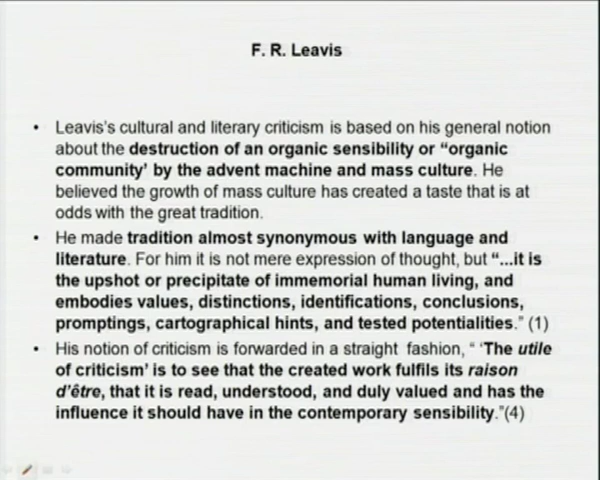 F. R. Leavis
• Leavis's cultural and literary criticism is based on his general notion
about the destruction of an organic sensibility or “organic
community' by the advent machine and mass culture. He
believed the growth of mass culture has created a taste that is at
odds with the great tradition.
• He made tradition almost synonymous with language and
literature. For him it is not mere expression of thought, but “...it is
the upshot or precipitate of immemorial human living, and
embodies values, distinctions, identifications, conclusions,
promptings, cartographical hints, and tested potentialities.” (1)
• His notion of criticism is forwarded in a straight fashion, “ ‘The utile
of criticism’ is to see that the created work fulfils its raison
d’être, that it is read, understood, and duly valued and has the
influence it should have in the contemporary sensibility.”(4)